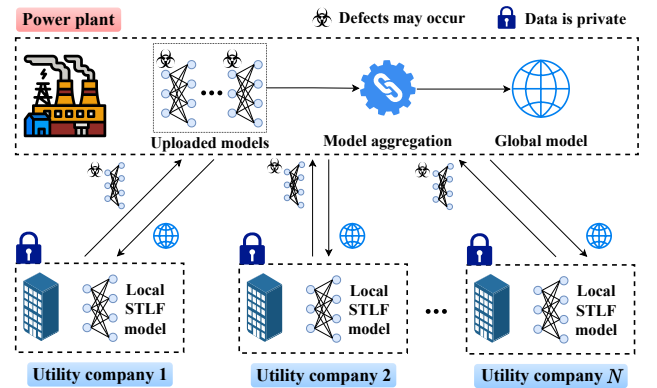 Power plant
Defects may occur
Data is private
Uploaded models
Model aggregation
Global model
Local
STLF
model
Local
STLF
model
Local
STLF
model
Utility company 1
Utility company 2
Utility company N